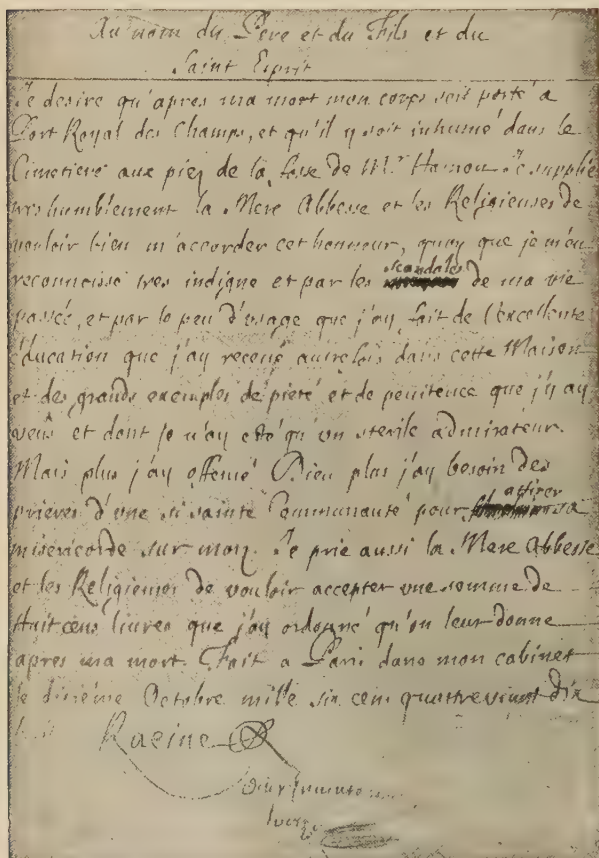 Au nom du Pere et du Fils et du
Saint Esprit
Je desire qu'apres ma mort mon corps soit porté a
Port Royal des Champs, et qu'il y soit inhumé dans le
Cimetiere aux piez de la fosse de Mr Hamon. Je supplie
tres humblement la Mere Abbesse et les Religieuses de
vouloir bien m'accorder cet honneur, quoy que je m'en
reconnoisse tres indigne et par les scandales de ma vie
passée, et par le peu d'usage que j'ay fait de l'excellente
éducation que j'ay receuë autrefois dans cette Maison
et des grands exemples de pieté et de penitence que j'y ay
veûs et dont je n'ay esté qu'un sterile admirateur.
Mais plus j'ay offensé Dieu plus j'ay besoin des
prieres d'une si sainte Communauté pour attirer sa
misericorde sur moy. Je prie aussi la Mere Abbesse
et les Religieuses de vouloir accepter une somme de
Huit cens livres que j'ay ordonné qu'on leur donne
apres ma mort. Fait a Paris dans mon cabinet
le dixiéme Octobre mille six cens quattre vint dix
Racine